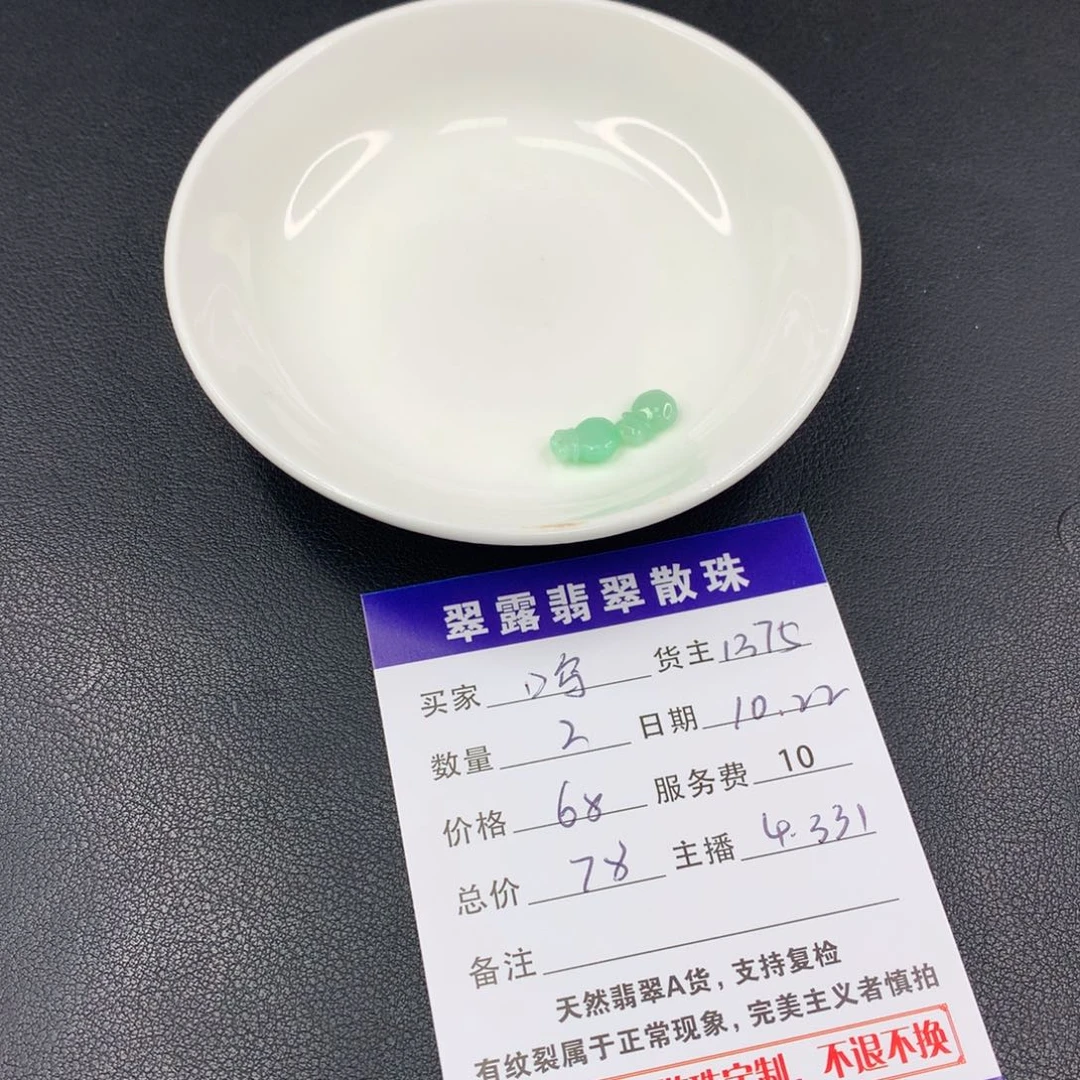 翠露翡翠散珠
买家 货主 1375
数量 2 日期 10.22
价格 68 服务费 10
总价 78 主播 4.331
备注
天然翡翠A货，支持复检
有纹裂属于正常现象，完美主义者慎拍
定制，不退不换